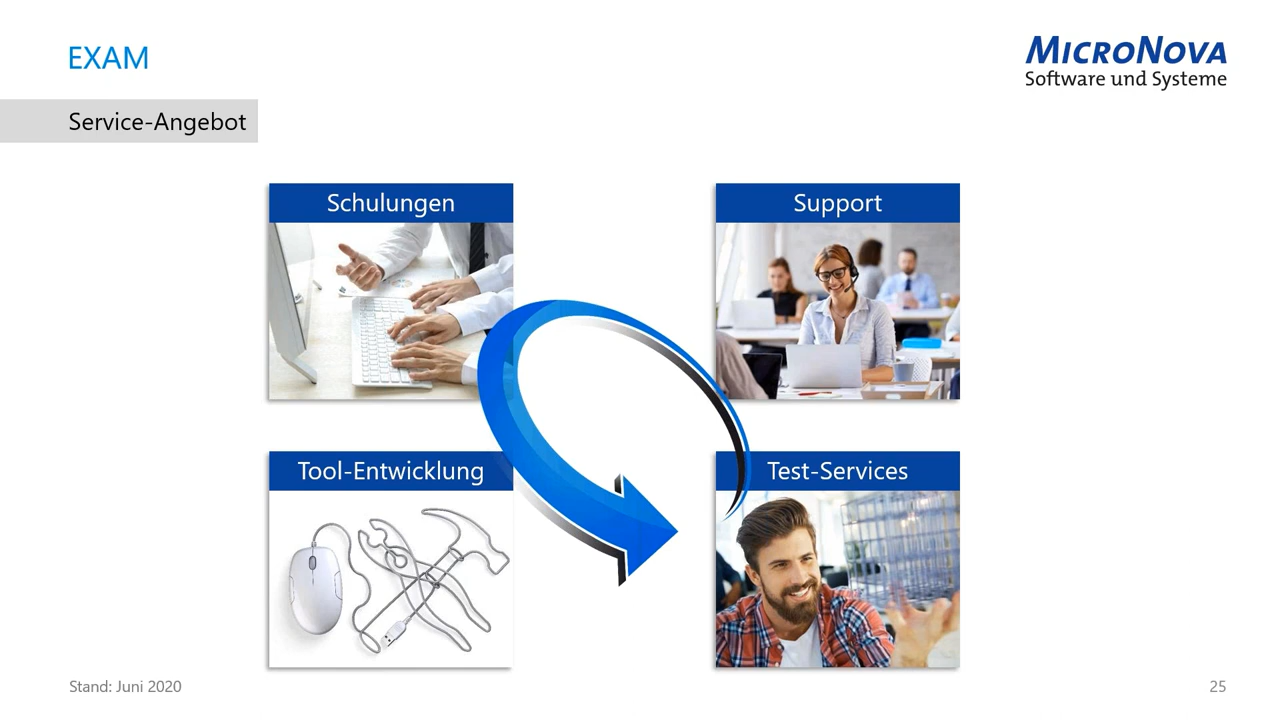 EXAM
MICRONOVA
Software und Systeme
Service-Angebot
Schulungen
Support
Tool-Entwicklung
Test-Services
Stand: Juni 2020
25